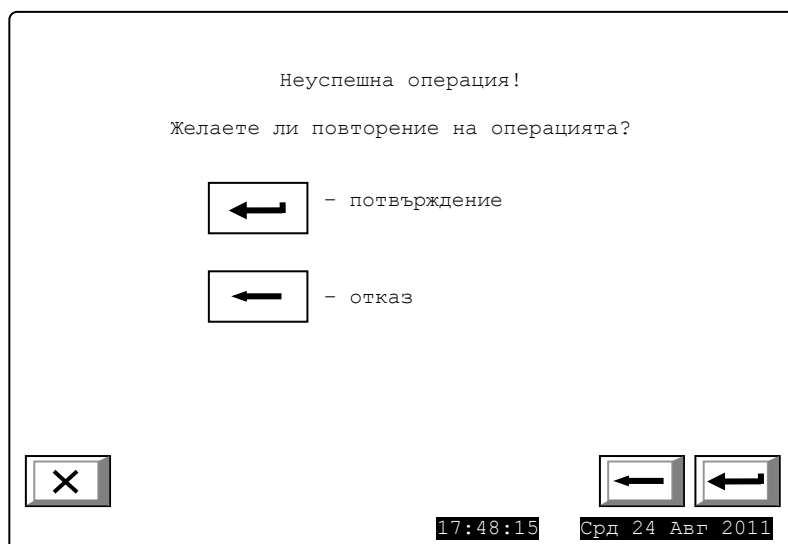 Неуспешна операция!
Желаете ли повторение на операцията?
- потвърждение
- отказ
17:48:15 Срд 24 Авг 2011